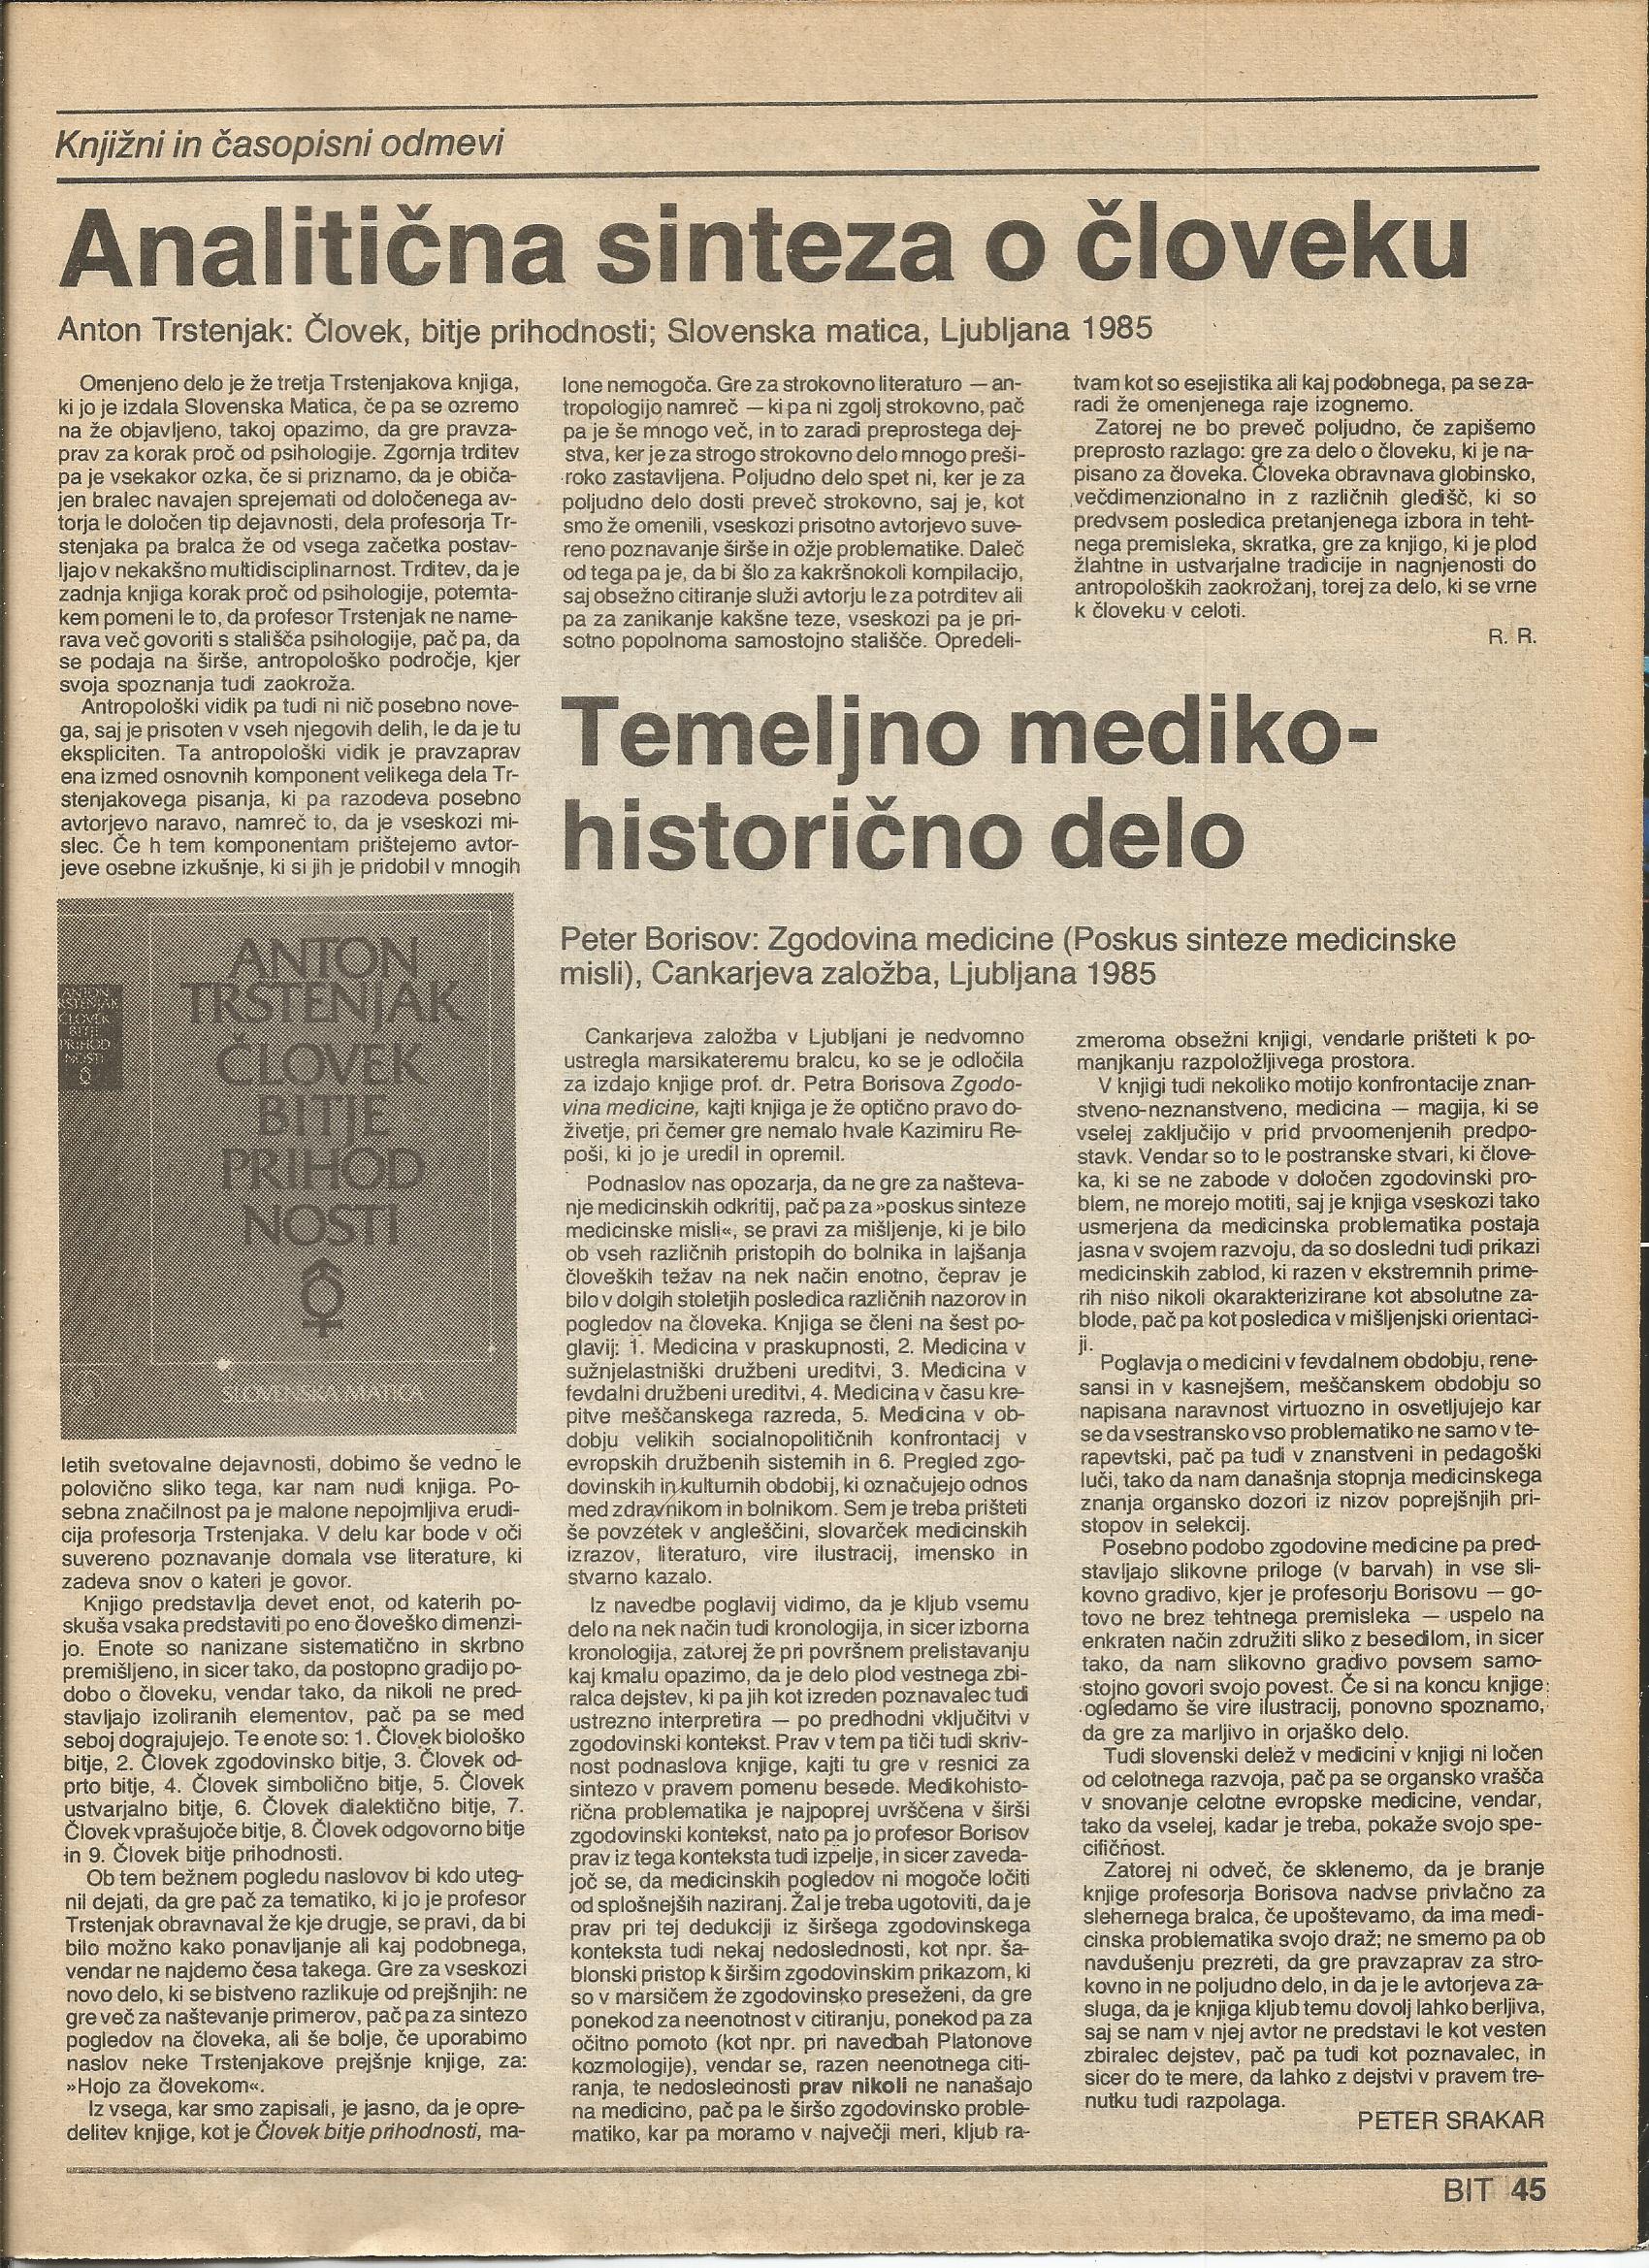 Knjižni in časopisni odmevi
Analitična sinteza o človeku
Anton Trstenjak: Človek, bitje prihodnosti; Slovenska matica, Ljubljana 1985
Omenjeno delo je že tretja Trstenjakova knjiga,
ki jo je izdala Slovenska Matica, če pa se ozremo
na že objavljeno, takoj opazimo, da gre pravza-
prav za korak proč od psihologije. Zgornja trditev
pa je vsekakor ozka, če si priznamo, da je običa-
jen bralec navajen sprejemati od določenega av-
torja le določen tip dejavnosti, dela profesorja Tr-
stenjaka pa bralca že od vsega začetka postav-
ljajo v nekakšno multidisciplinarnost. Trditev, da je
zadnja knjiga korak proč od psihologije, potemta-
kem pomeni le to, da profesor Trstenjak ne name-
rava več govoriti s stališča psihologije, pač pa, da
se podaja na širše, antropološko področje, kjer
svoja spoznanja tudi zaokroža.
Antropološki vidik pa tudi ni nič posebno nove-
ga, saj je prisoten v vseh njegovih delih, le da je tu
ekspliciten. Ta antropološki vidik je pravzaprav
ena izmed osnovnih komponent velikega dela Tr-
stenjakovega pisanja, ki pa razodeva posebno
avtorjevo naravo, namreč to, da je vseskozi mi-
slec. Če h tem komponentam prištejemo avtor-
jeve osebne izkušnje, ki si jih je pridobil v mnogih
ANTON
TRSTENJAK
ČLOVEK
BITJE
PRIHOD
NOSTI
ANTON
TRSTENJAK
ČLOVEK
BITJE
PRIHOD
NOSTI
SLOVENSKA MATICA
letih svetovalne dejavnosti, dobimo še vedno le
polovično sliko tega, kar nam nudi knjiga. Po-
sebna značilnost pa je malone nepojmljiva erudi-
cija profesorja Trstenjaka. V delu kar bode v oči
suvereno poznavanje domala vse literature, ki
zadeva snov o kateri je govor.
Knjigo predstavlja devet enot, od katerih po-
skuša vsaka predstaviti po eno človeško dimenzi-
jo. Enote so nanizane sistematično in skrbno
premišljeno, in sicer tako, da postopno gradijo po-
dobo o človeku, vendar tako, da nikoli ne pred-
stavljajo izoliranih elementov, pač pa se med
seboj dograjujejo. Te enote so: 1. Človek biološko
bitje, 2. Človek zgodovinsko bitje, 3. Človek od-
prto bitje, 4. Človek simbolično bitje, 5. Človek
ustvarjalno bitje, 6. Človek dialektično bitje, 7.
Človek vprašujoče bitje, 8. Človek odgovorno bitje
in 9. Človek bitje prihodnosti.
Ob tem bežnem pogledu naslovov bi kdo uteg-
nil dejati, da gre pač za tematiko, ki jo je profesor
Trstenjak obravnaval že kje drugje, se pravi, da bi
bilo možno kako ponavljanje ali kaj podobnega,
vendar ne najdemo česa takega. Gre za vseskozi
novo delo, ki se bistveno razlikuje od prejšnjih: ne
gre več za naštevanje primerov, pač pa za sintezo
pogledov na človeka, ali še bolje, če uporabimo
naslov neke Trstenjakove prejšnje knjige, za:
»Hojo za človekom«.
Iz vsega, kar smo zapisali, je jasno, da je opre-
delitev knjige, kot je Človek bitje prihodnosti, ma-
lone nemogoča. Gre za strokovno literaturo — an-
tropologijo namreč — ki pa ni zgolj strokovno, pač
pa je še mnogo več, in to zaradi preprostega dej-
stva, ker je za strogo strokovno delo mnogo preši-
roko zastavljena. Poljudno delo spet ni, ker je za
poljudno delo dosti preveč strokovno, saj je, kot
smo že omenili, vseskozi prisotno avtorjevo suve-
reno poznavanje širše in ožje problematike. Daleč
od tega pa je, da bi šlo za kakršnokoli kompilacijo,
saj obsežno citiranje služi avtorju le za potrditev ali
pa za zanikanje kakšne teze, vseskozi pa je pri-
sotno popolnoma samostojno stališče. Opredeli-
tvam kot so esejistika ali kaj podobnega, pa se za-
radi že omenjenega raje izognemo.
Zatorej ne bo preveč poljudno, če zapišemo
preprosto razlago: gre za delo o človeku, ki je na-
pisano za človeka. Človeka obravnava globinsko,
večdimenzionalno in z različnih gledišč, ki so
predvsem posledica pretanjenega izbora in teht-
nega premisleka, skratka, gre za knjigo, ki je plod
žlahtne in ustvarjalne tradicije in nagnjenosti do
antropoloških zaokrožanj, torej za delo, ki se vrne
k človeku v celoti.
R. R.
Temeljno mediko-
historično delo
Peter Borisov: Zgodovina medicine (Poskus sinteze medicinske
misli), Cankarjeva založba, Ljubljana 1985
Cankarjeva založba v Ljubljani je nedvomno
ustregla marsikateremu bralcu, ko se je odločila
za izdajo knjige prof. dr. Petra Borisova Zgodo-
vina medicine, kajti knjiga je že optično pravo do-
živetje, pri čemer gre nemalo hvale Kazimiru Re-
poši, ki jo je uredil in opremil.
Podnaslov nas opozarja, da ne gre za našteva-
nje medicinskih odkritij, pač pa za »poskus sinteze
medicinske misli«, se pravi za mišljenje, ki je bilo
ob vseh različnih pristopih do bolnika in lajšanja
človeških težav na nek način enotno, čeprav je
bilo v dolgih stoletjih posledica različnih nazorov in
pogledov na človeka. Knjiga se členi na šest po-
glavij: 1. Medicina v praskupnosti, 2. Medicina v
sužnjelastniški družbeni ureditvi, 3. Medicina v
fevdalni družbeni ureditvi, 4. Medicina v času kre-
pitve meščanskega razreda, 5. Medicina v ob-
dobju velikih socialnopolitičnih konfrontacij v
evropskih družbenih sistemih in 6. Pregled zgo-
dovinskih in kulturnih obdobij, ki označujejo odnos
med zdravnikom in bolnikom. Sem je treba prišteti
še povzetek v angleščini, slovarček medicinskih
izrazov, literaturo, vire ilustracij, imensko in
stvarno kazalo.
Iz navedbe poglavij vidimo, da je kljub vsemu
delo na nek način tudi kronologija, in sicer izborna
kronologija, zatorej že pri površnem prelistavanju
kaj kmalu opazimo, da je delo plod vestnega zbi-
ralca dejstev, ki pa jih kot izreden poznavalec tudi
ustrezno interpretira — po predhodni vključitvi v
zgodovinski kontekst. Prav v tem pa tiči tudi skriv-
nost podnaslova knjige, kajti tu gre v resnici za
sintezo v pravem pomenu besede. Medikohisto-
rična problematika je najpoprej uvrščena v širši
zgodovinski kontekst, nato pa jo profesor Borisov
prav iz tega konteksta tudi izpelje, in sicer zaveda-
joč se, da medicinskih pogledov ni mogoče ločiti
od splošnejših naziranj. Žal je treba ugotoviti, da je
prav pri tej dedukciji iz širšega zgodovinskega
konteksta tudi nekaj nedoslednosti, kot npr. ša-
blonski pristop k širšim zgodovinskim prikazom, ki
so v marsičem že zgodovinsko preseženi, da gre
ponekod za neenotnost v citiranju, ponekod pa za
očitno pomoto (kot npr. pri navedbah Platonove
kozmologije), vendar se, razen neenotnega citi-
ranja, te nedoslednosti prav nikoli ne nanašajo
na medicino, pač pa le širšo zgodovinsko proble-
matiko, kar pa moramo v največji meri, kljub ra-
zmeroma obsežni knjigi, vendarle prišteti k po-
manjkanju razpoložljivega prostora.
V knjigi tudi nekoliko motijo konfrontacije znan-
stveno-neznanstveno, medicina — magija, ki se
vselej zaključijo v prid prvoomenjenih predpo-
stavk. Vendar so to le postranske stvari, ki člove-
ka, ki se ne zabode v določen zgodovinski pro-
blem, ne morejo motiti, saj je knjiga vseskozi tako
usmerjena da medicinska problematika postaja
jasna v svojem razvoju, da so dosledni tudi prikazi
medicinskih zablod, ki razen v ekstremnih prime-
rih niso nikoli okarakterizirane kot absolutne za-
blode, pač pa kot posledica v mišljenjski orientaci-
ji.
Poglavja o medicini v fevdalnem obdobju, rene-
sansi in v kasnejšem, meščanskem obdobju so
napisana naravnost virtuozno in osvetljujejo kar
se da vsestransko vso problematiko ne samo v te-
rapevtski, pač pa tudi v znanstveni in pedagoški
luči, tako da nam današnja stopnja medicinskega
znanja organsko dozori iz nizov poprejšnjih pri-
stopov in selekcij.
Posebno podobo zgodovine medicine pa pred-
stavljajo slikovne priloge (v barvah) in vse sli-
kovno gradivo, kjer je profesorju Borisovu — go-
tovo ne brez tehtnega premisleka — uspelo na
enkraten način združiti sliko z besedilom, in sicer
tako, da nam slikovno gradivo povsem samo-
stojno govori svojo povest. Če si na koncu knjige
ogledamo še vire ilustracij, ponovno spoznamo,
da gre za marljivo in orjaško delo.
Tudi slovenski delež v medicini v knjigi ni ločen
od celotnega razvoja, pač pa se organsko vrašča
v snovanje celotne evropske medicine, vendar,
tako da vselej, kadar je treba, pokaže svojo spe-
cifičnost.
Zatorej ni odveč, če sklenemo, da je branje
knjige profesorja Borisova nadvse privlačno za
slehernega bralca, če upoštevamo, da ima medi-
cinska problematika svojo draž; ne smemo pa ob
navdušenju prezreti, da gre pravzaprav za stro-
kovno in ne poljudno delo, in da je le avtorjeva za-
sluga, da je knjiga kljub temu dovolj lahko berljiva,
saj se nam v njej avtor ne predstavi le kot vesten
zbiralec dejstev, pač pa tudi kot poznavalec, in
sicer do te mere, da lahko z dejstvi v pravem tre-
nutku tudi razpolaga.
PETER SRAKAR
BIT 45